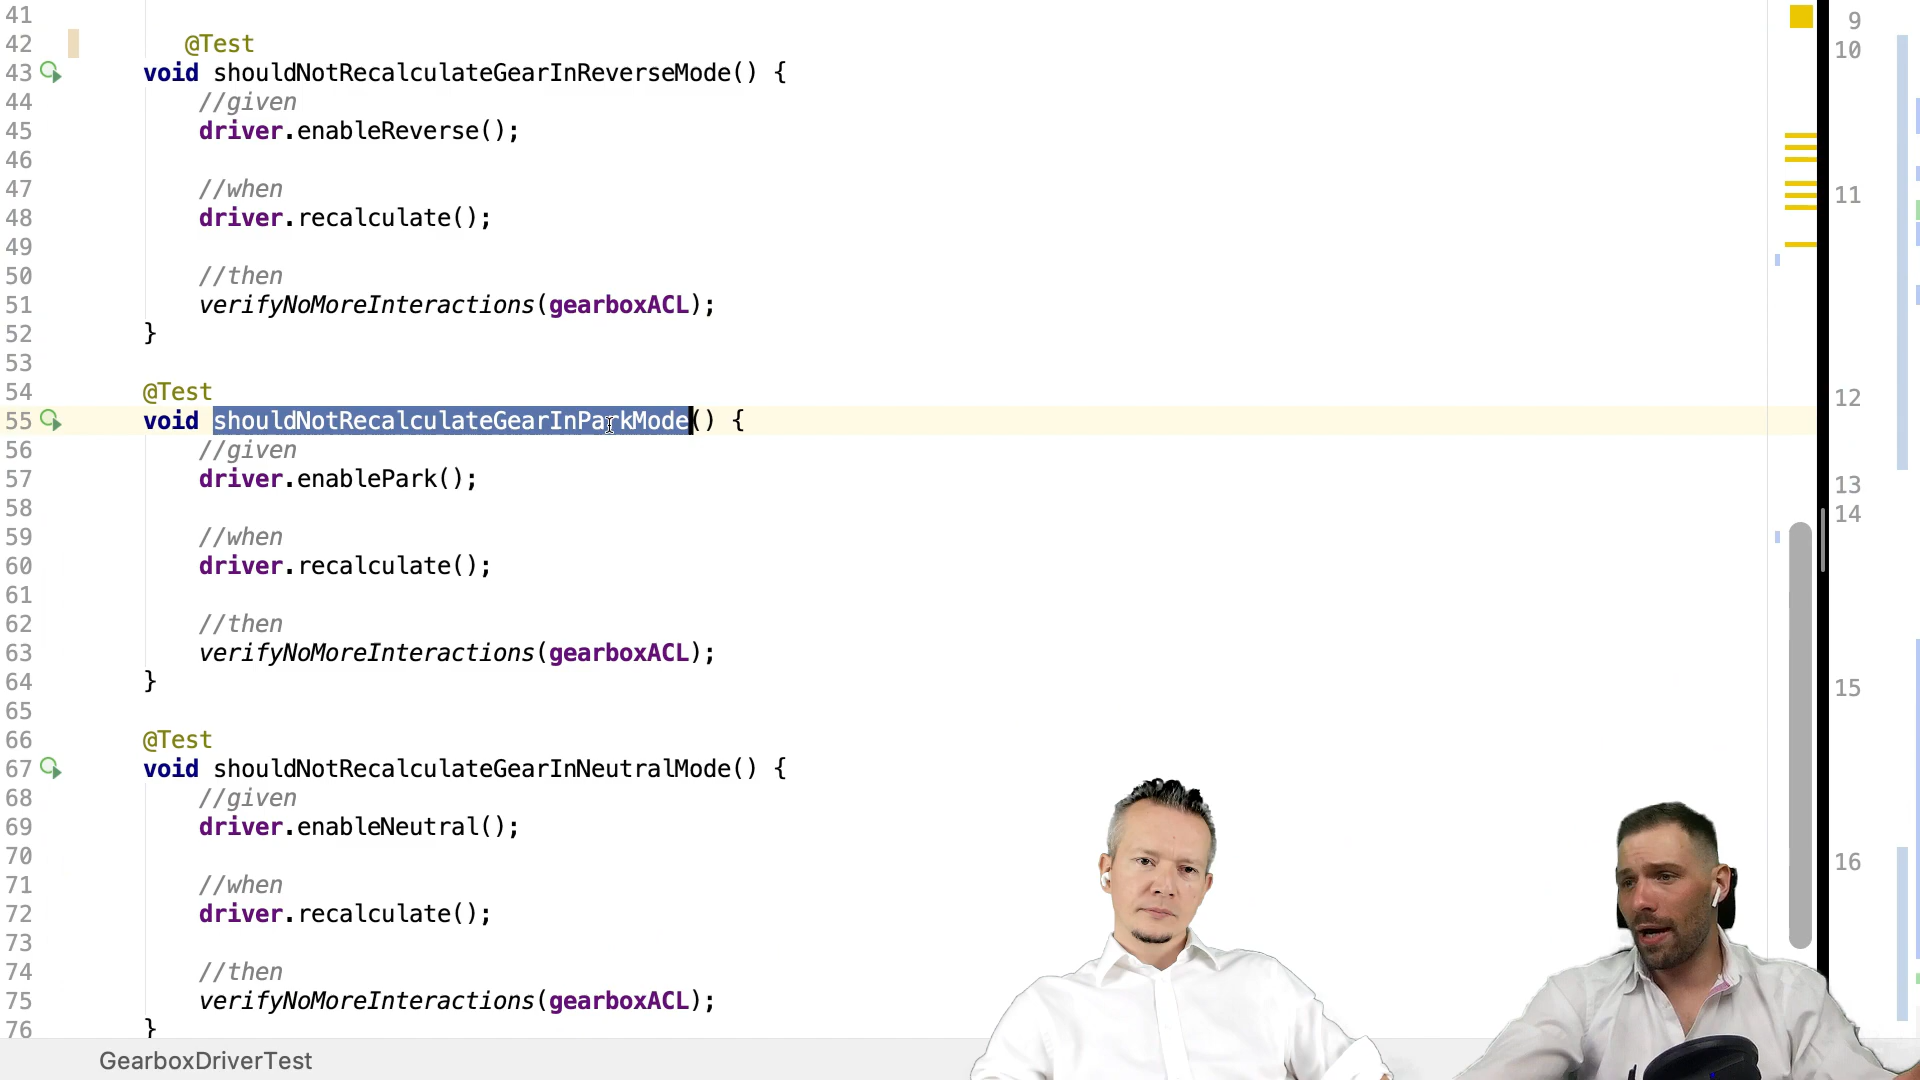 41
42 @Test
43 void shouldNotRecalculateGearInReverseMode() {
44 //given
45 driver.enableReverse();
46
47 //when
48 driver.recalculate();
49
50 //then
51 verifyNoMoreInteractions(gearboxACL);
52 }
53
54 @Test
55 void shouldNotRecalculateGearInParkMode() {
56 //given
57 driver.enablePark();
58
59 //when
60 driver.recalculate();
61
62 //then
63 verifyNoMoreInteractions(gearboxACL);
64 }
65
66 @Test
67 void shouldNotRecalculateGearInNeutralMode() {
68 //given
69 driver.enableNeutral();
70
71 //when
72 driver.recalculate();
73
74 //then
75 verifyNoMoreInteractions(gearboxACL);
76 }
GearboxDriverTest
9
10
11
12
13
14
15
16